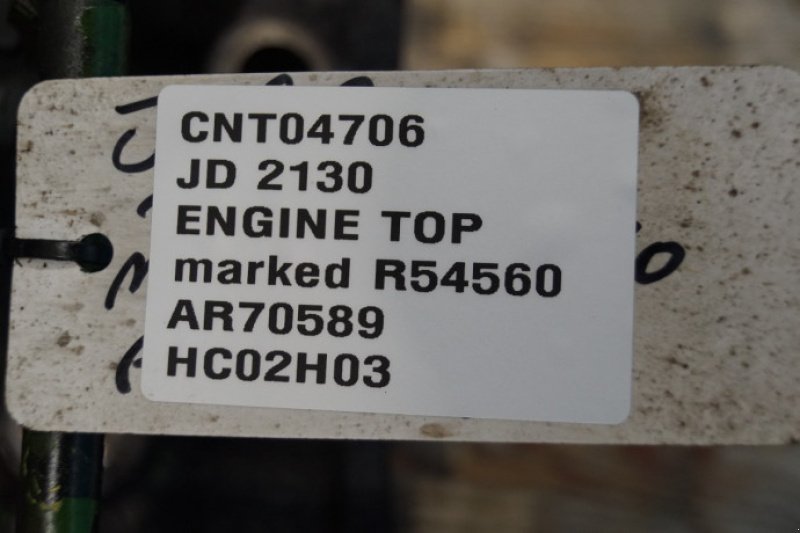 CNT04706
JD 2130
ENGINE TOP
marked R54560
AR70589
HC02H03